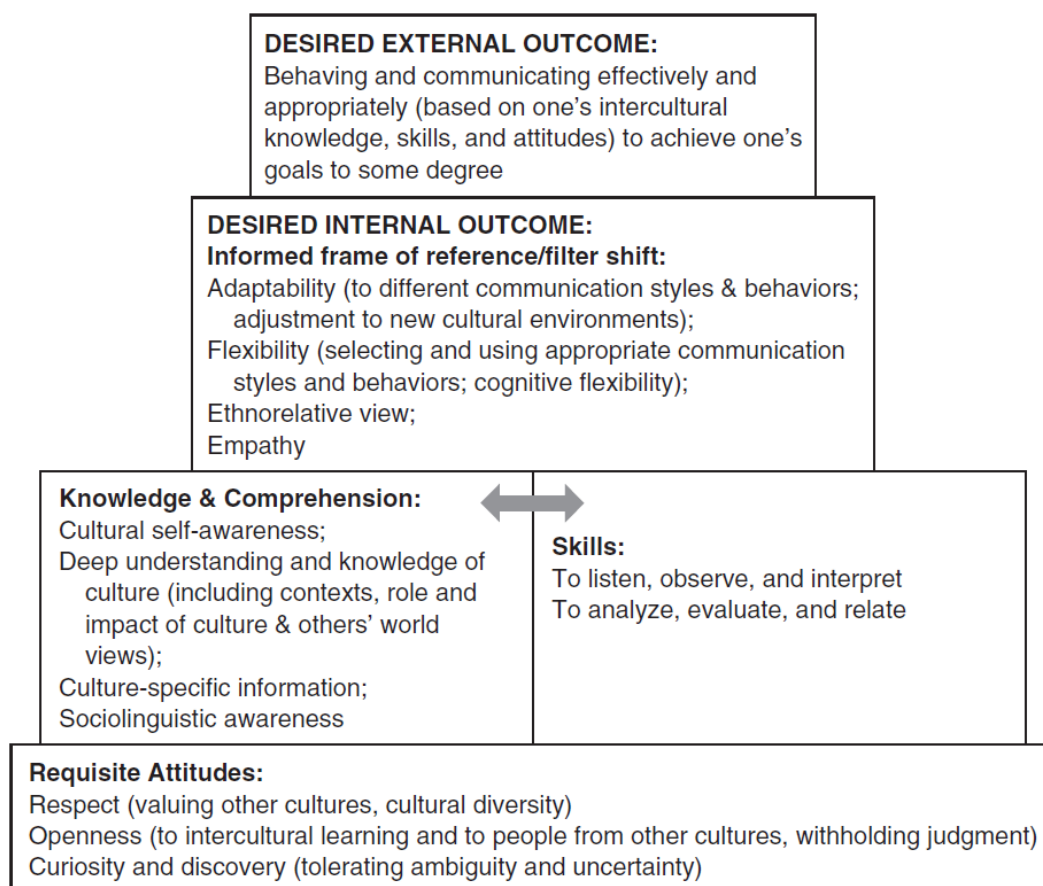 DESIRED EXTERNAL OUTCOME:
Behaving and communicating effectively and
appropriately (based on one’s intercultural
knowledge, skills, and attitudes) to achieve one’s
goals to some degree
DESIRED INTERNAL OUTCOME:
Informed frame of reference/filter shift:
Adaptability (to different communication styles & behaviors;
adjustment to new cultural environments);
Flexibility (selecting and using appropriate communication
styles and behaviors; cognitive flexibility);
Ethnorelative view;
Empathy
Knowledge & Comprehension:
Cultural self-awareness;
Deep understanding and knowledge of
culture (including contexts, role and
impact of culture & others’ world
views);
Culture-specific information;
Sociolinguistic awareness
Skills:
To listen, observe, and interpret
To analyze, evaluate, and relate
Requisite Attitudes:
Respect (valuing other cultures, cultural diversity)
Openness (to intercultural learning and to people from other cultures, withholding judgment)
Curiosity and discovery (tolerating ambiguity and uncertainty)